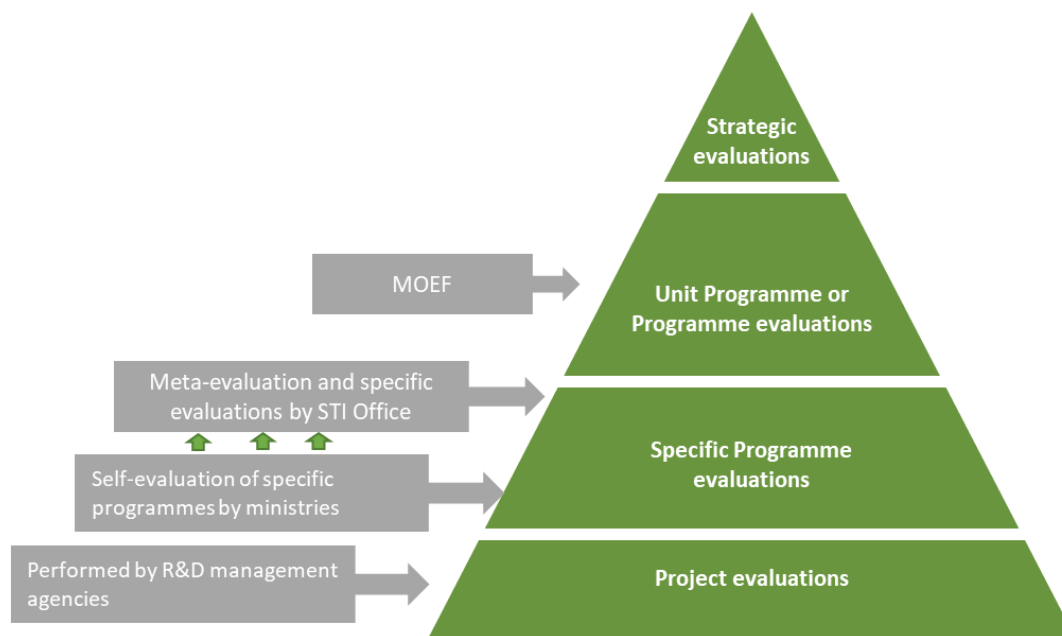 Strategic
evaluations
MOEF
Unit Programme or
Programme evaluations
Meta-evaluation and specific
evaluations by STI Office
Specific Programme
evaluations
Self-evaluation of specific
programmes by ministries
Performed by R&D management
agencies
Project evaluations